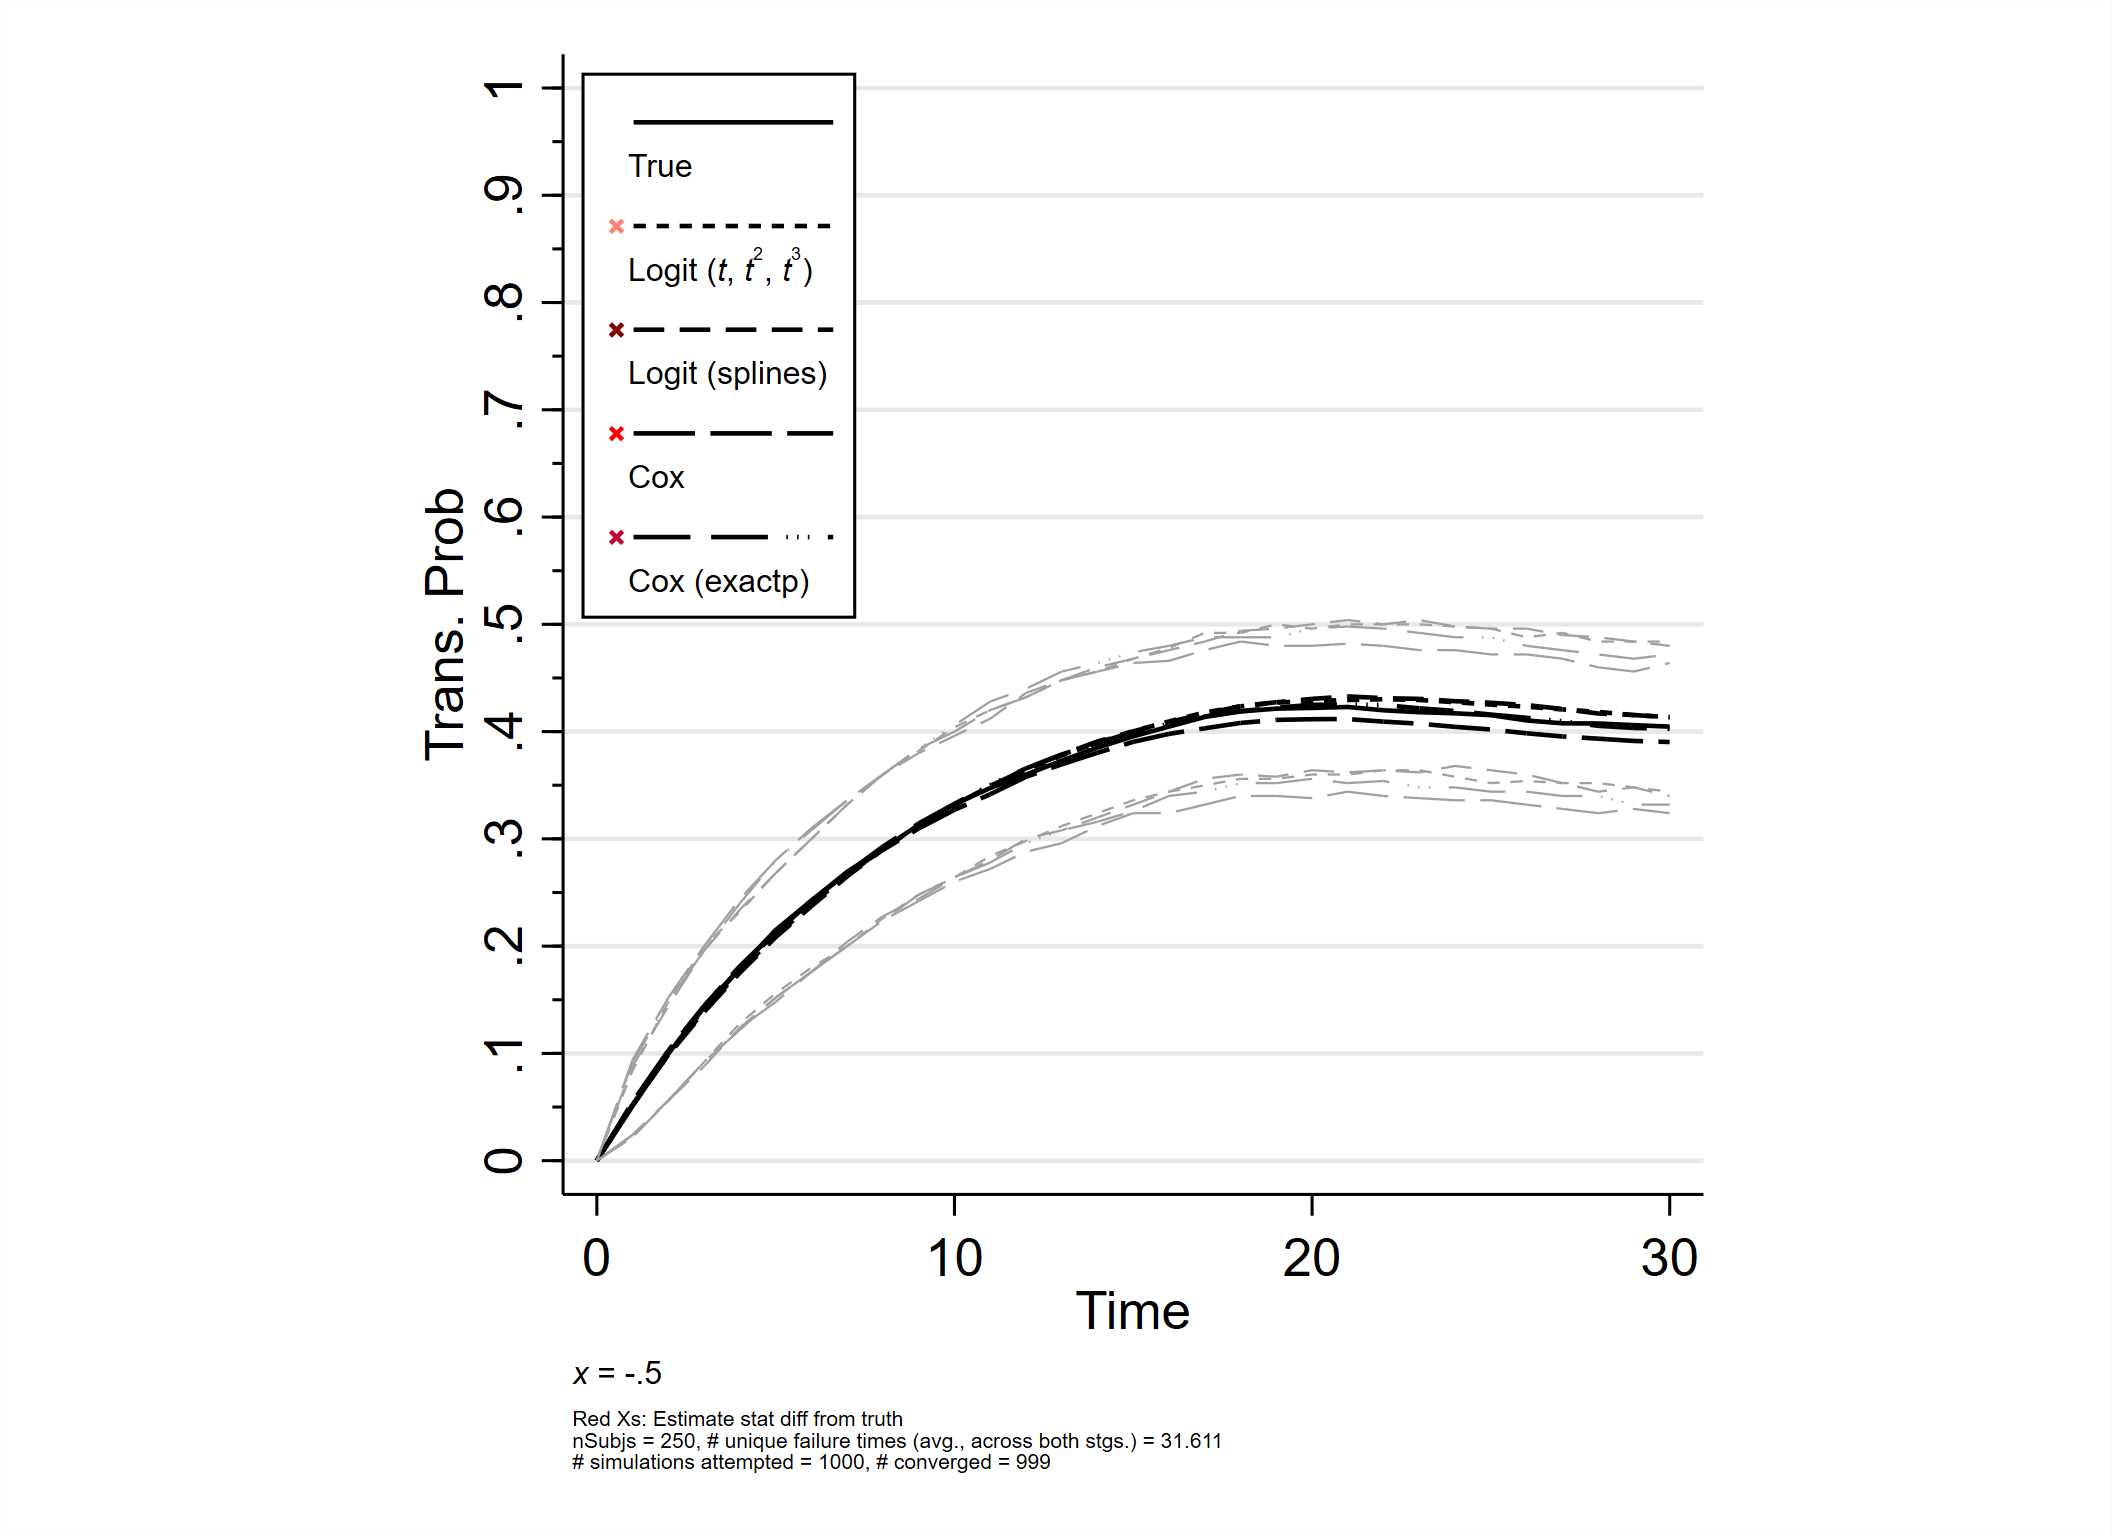 1
.9
.8
.7
.6
.5
.4
.3
.2
.1
0
Trans. Prob
True
Logit (t, t², t³)
Logit (splines)
Cox
Cox (exactp)
0 10 20 30
Time
x = -.5
Red Xs: Estimate stat diff from truth
nSubjs = 250, # unique failure times (avg., across both stgs.) = 31.611
# simulations attempted = 1000, # converged = 999